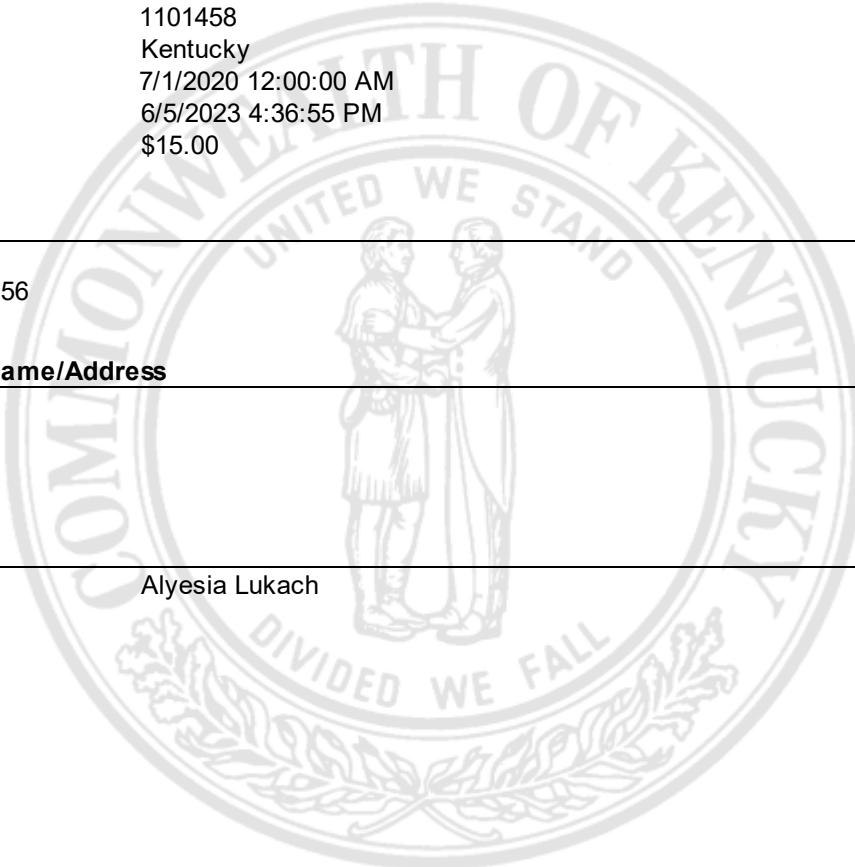 1101458
Kentucky
7/1/2020 12:00:00 AM
6/5/2023 4:36:55 PM
$15.00
56
ame/Address
Alyesia Lukach
COMMONWEALTH OF KENTUCKY
UNITED WE STAND
DIVIDED WE FALL